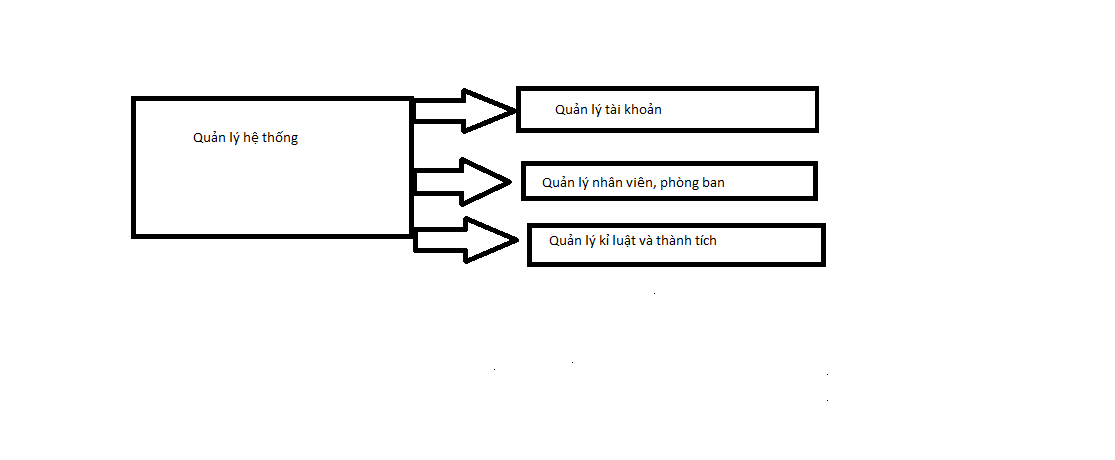 Quản lý hệ thống
Quản lý tài khoản
Quản lý nhân viên, phòng ban
Quản lý kỉ luật và thành tích